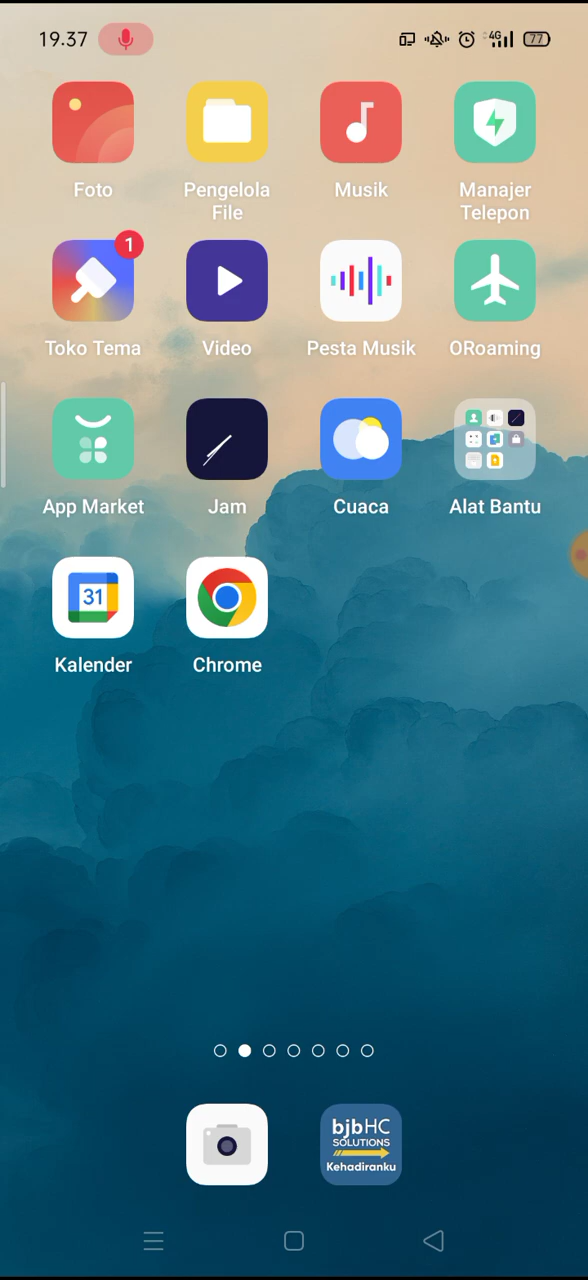 19.37
4G
77
Foto
Pengelola
File
Musik
Manajer
Telepon
1
Toko Tema
Video
Pesta Musik
ORoaming
App Market
Jam
Cuaca
Alat Bantu
31
Kalender
Chrome
bjbHC
SOLUTIONS
Kehadiranku